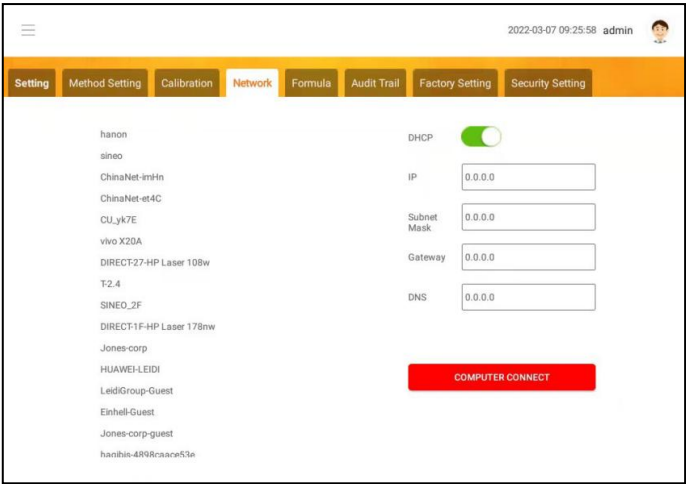 2022-03-07 09:25:58 admin
Setting Method Setting Calibration Network Formula Audit Trail Factory Setting Security Setting
hanon
sineo
ChinaNet-imHn
ChinaNet-et4C
CU_yk7E
vivo X20A
DIRECT-27-HP Laser 108w
T-2.4
SINEO_2F
DIRECT-1F-HP Laser 178nw
Jones-corp
HUAWEI-LEIDI
LeidiGroup-Guest
Einhell-Guest
Jones-corp-guest
hagibis-4898caace53e
DHCP
IP 0.0.0.0
Subnet
Mask 0.0.0.0
Gateway 0.0.0.0
DNS 0.0.0.0
COMPUTER CONNECT